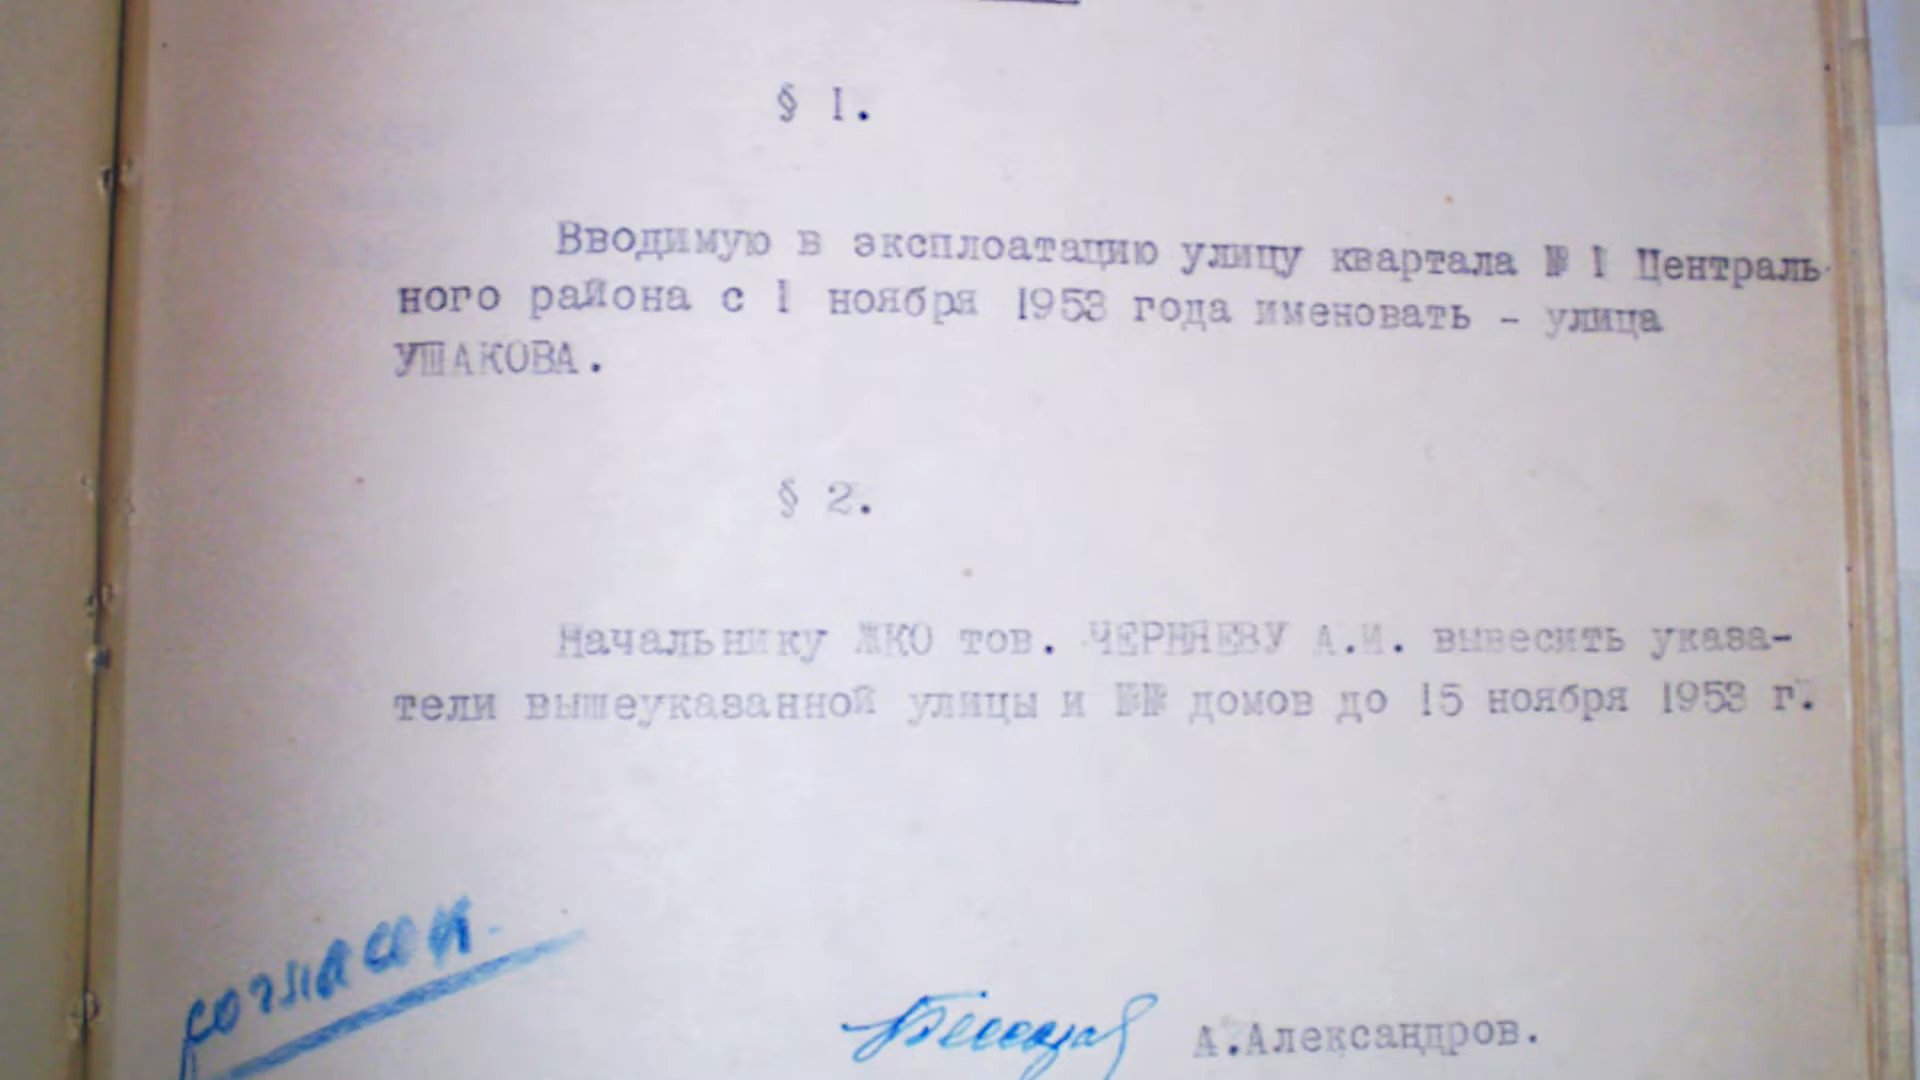 § I.
Вводимую в эксплоатацию улицу квартала № I Централь-
ного района с I ноября 1953 года именовать - улица
УШАКОВА.
§ 2.
Начальнику ЖКО тов. ЧЕРНЯЕВУ А.И. вывесить указа-
тели вышеуказанной улицы и №№ домов до 15 ноября 1953 г.
согласен.
А.Александров.